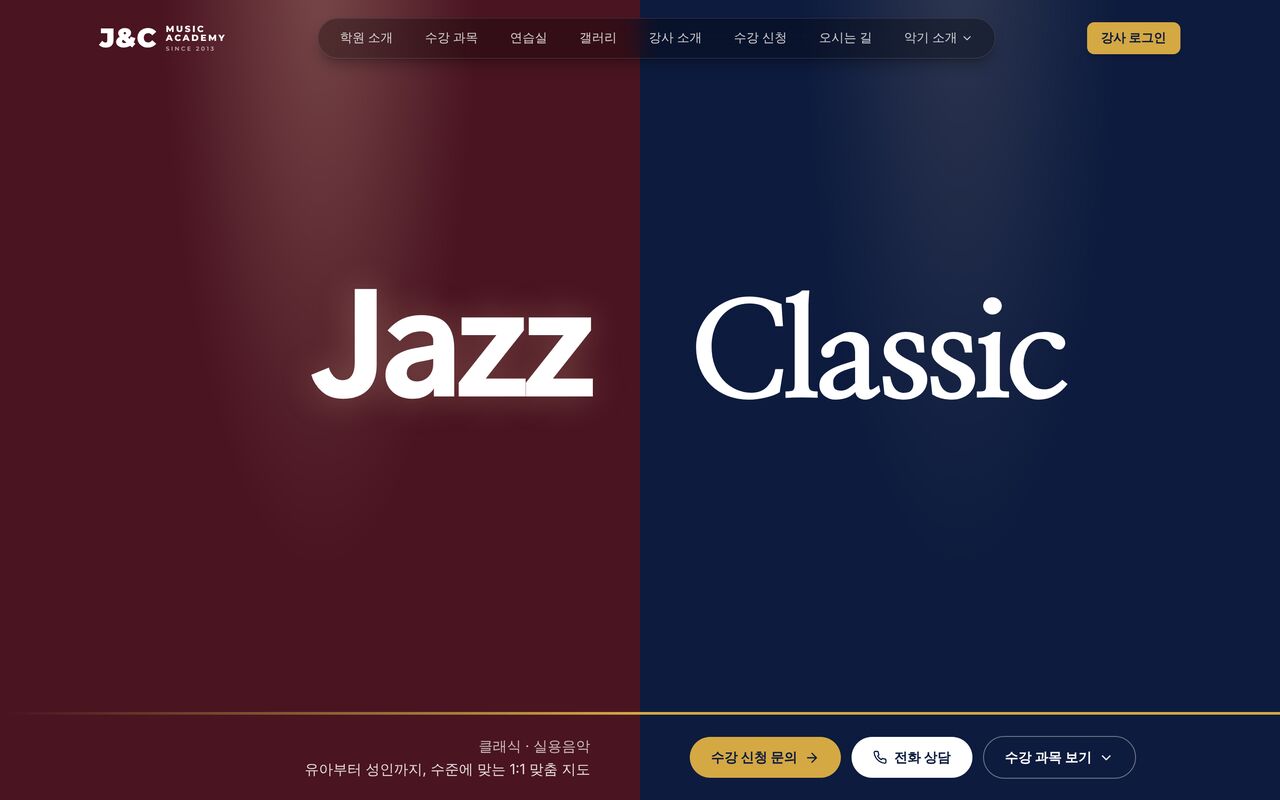 J&C MUSIC
ACADEMY
SINCE 2013
학원 소개 수강 과목 연습실 갤러리 강사 소개 수강 신청 오시는 길 악기 소개
강사 로그인
Jazz
Classic
클래식 · 실용음악
유아부터 성인까지, 수준에 맞는 1:1 맞춤 지도
수강 신청 문의
전화 상담
수강 과목 보기